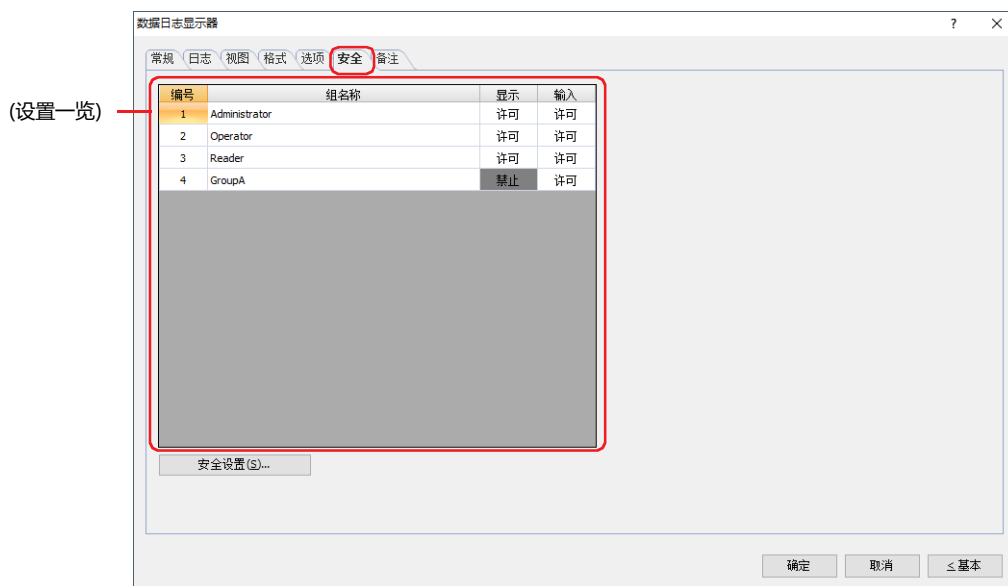 数据日志显示器 ?
常规 日志 视图 格式 选项 安全 备注
(设置一览)
编号 组名称 显示 输入
1 Administrator 许可 许可
2 Operator 许可 许可
3 Reader 许可 许可
4 GroupA 禁止 许可
安全设置(S)...
确定 取消 ≤基本